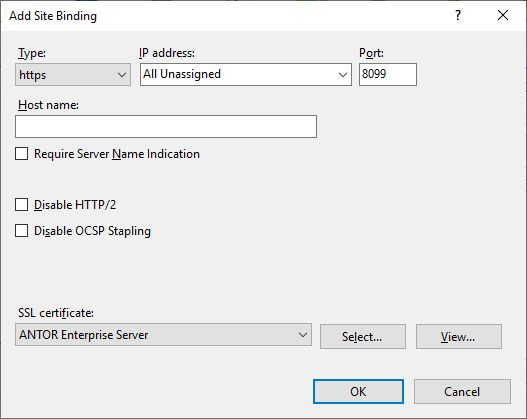 Add Site Binding
?
Type:
IP address:
Port:
https
All Unassigned
8099
Host name:
Require Server Name Indication
Disable HTTP/2
Disable OCSP Stapling
SSL certificate:
ANTOR Enterprise Server
Select...
View...
OK
Cancel